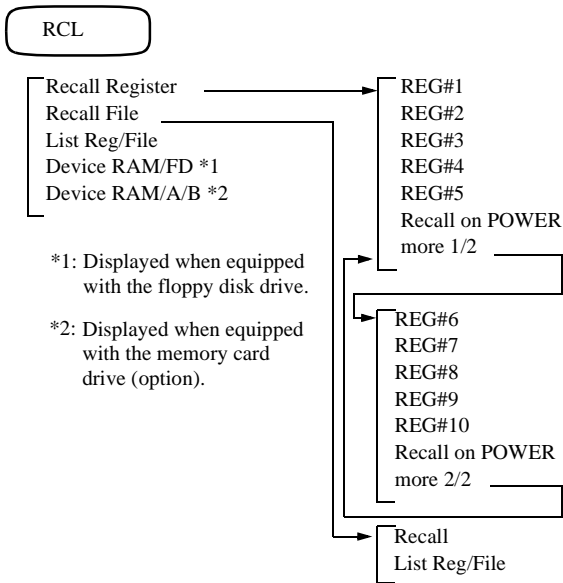 RCL
Recall Register
Recall File
List Reg/File
Device RAM/FD *1
Device RAM/A/B *2
*1: Displayed when equipped
with the floppy disk drive.
*2: Displayed when equipped
with the memory card
drive (option).
REG#1
REG#2
REG#3
REG#4
REG#5
Recall on POWER
more 1/2
REG#6
REG#7
REG#8
REG#9
REG#10
Recall on POWER
more 2/2
Recall
List Reg/File